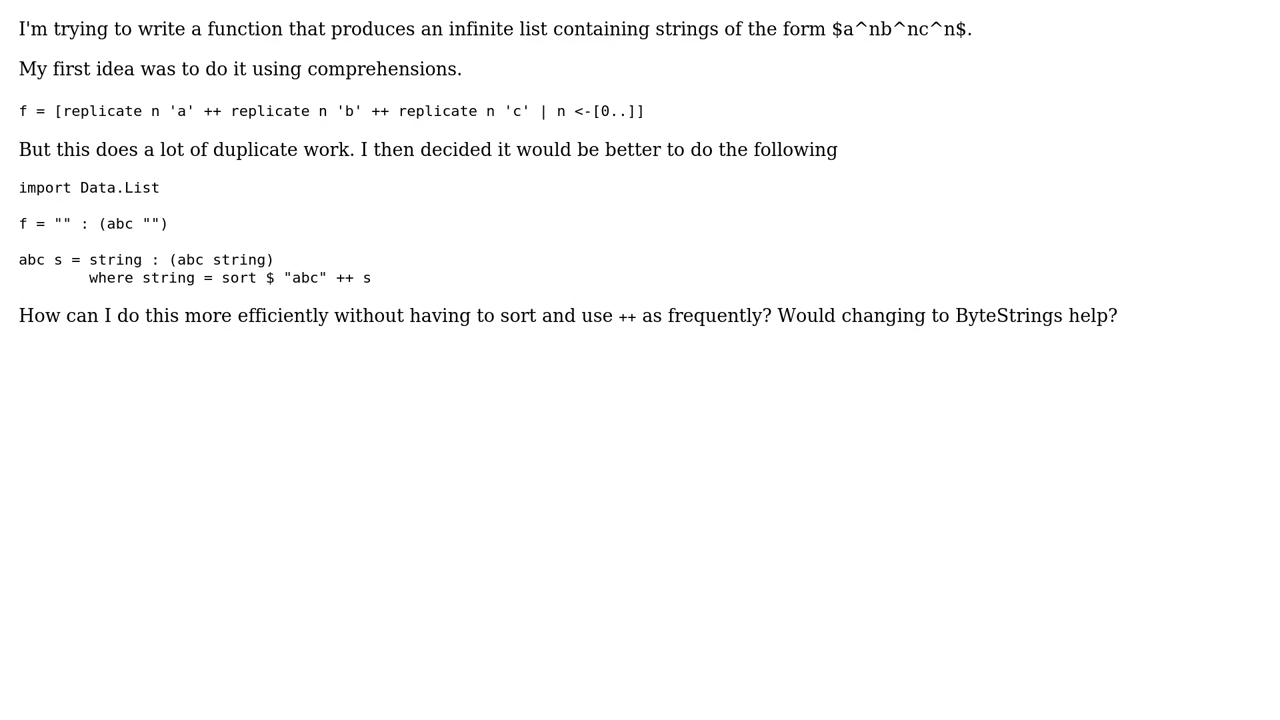 I'm trying to write a function that produces an infinite list containing strings of the form $a^nb^nc^n$.
My first idea was to do it using comprehensions.
f = [replicate n 'a' ++ replicate n 'b' ++ replicate n 'c' | n <-[0..]]
But this does a lot of duplicate work. I then decided it would be better to do the following
import Data.List
f = "" : (abc "")
abc s = string : (abc string)
        where string = sort $ "abc" ++ s
How can I do this more efficiently without having to sort and use ++ as frequently? Would changing to ByteStrings help?